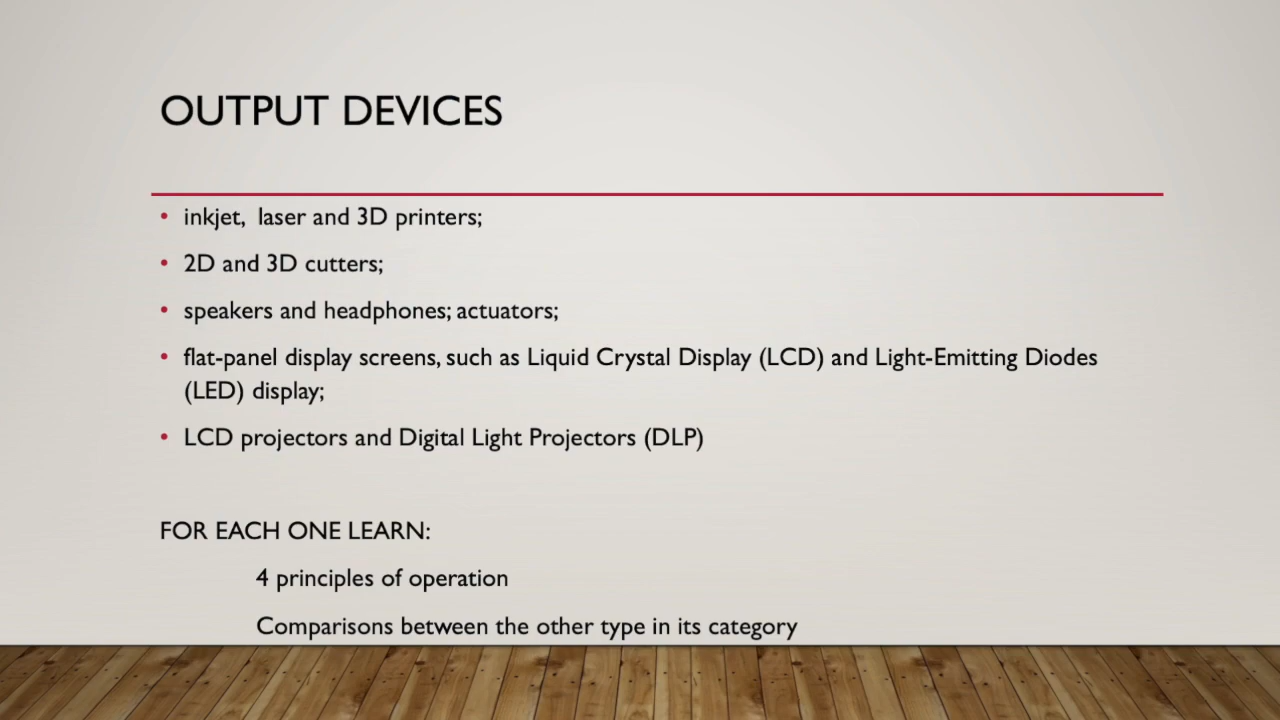 OUTPUT DEVICES
• inkjet,  laser and 3D printers;
• 2D and 3D cutters;
• speakers and headphones; actuators;
• flat-panel display screens, such as Liquid Crystal Display (LCD) and Light-Emitting Diodes
(LED) display;
• LCD projectors and Digital Light Projectors (DLP)
FOR EACH ONE LEARN:
4 principles of operation
Comparisons between the other type in its category